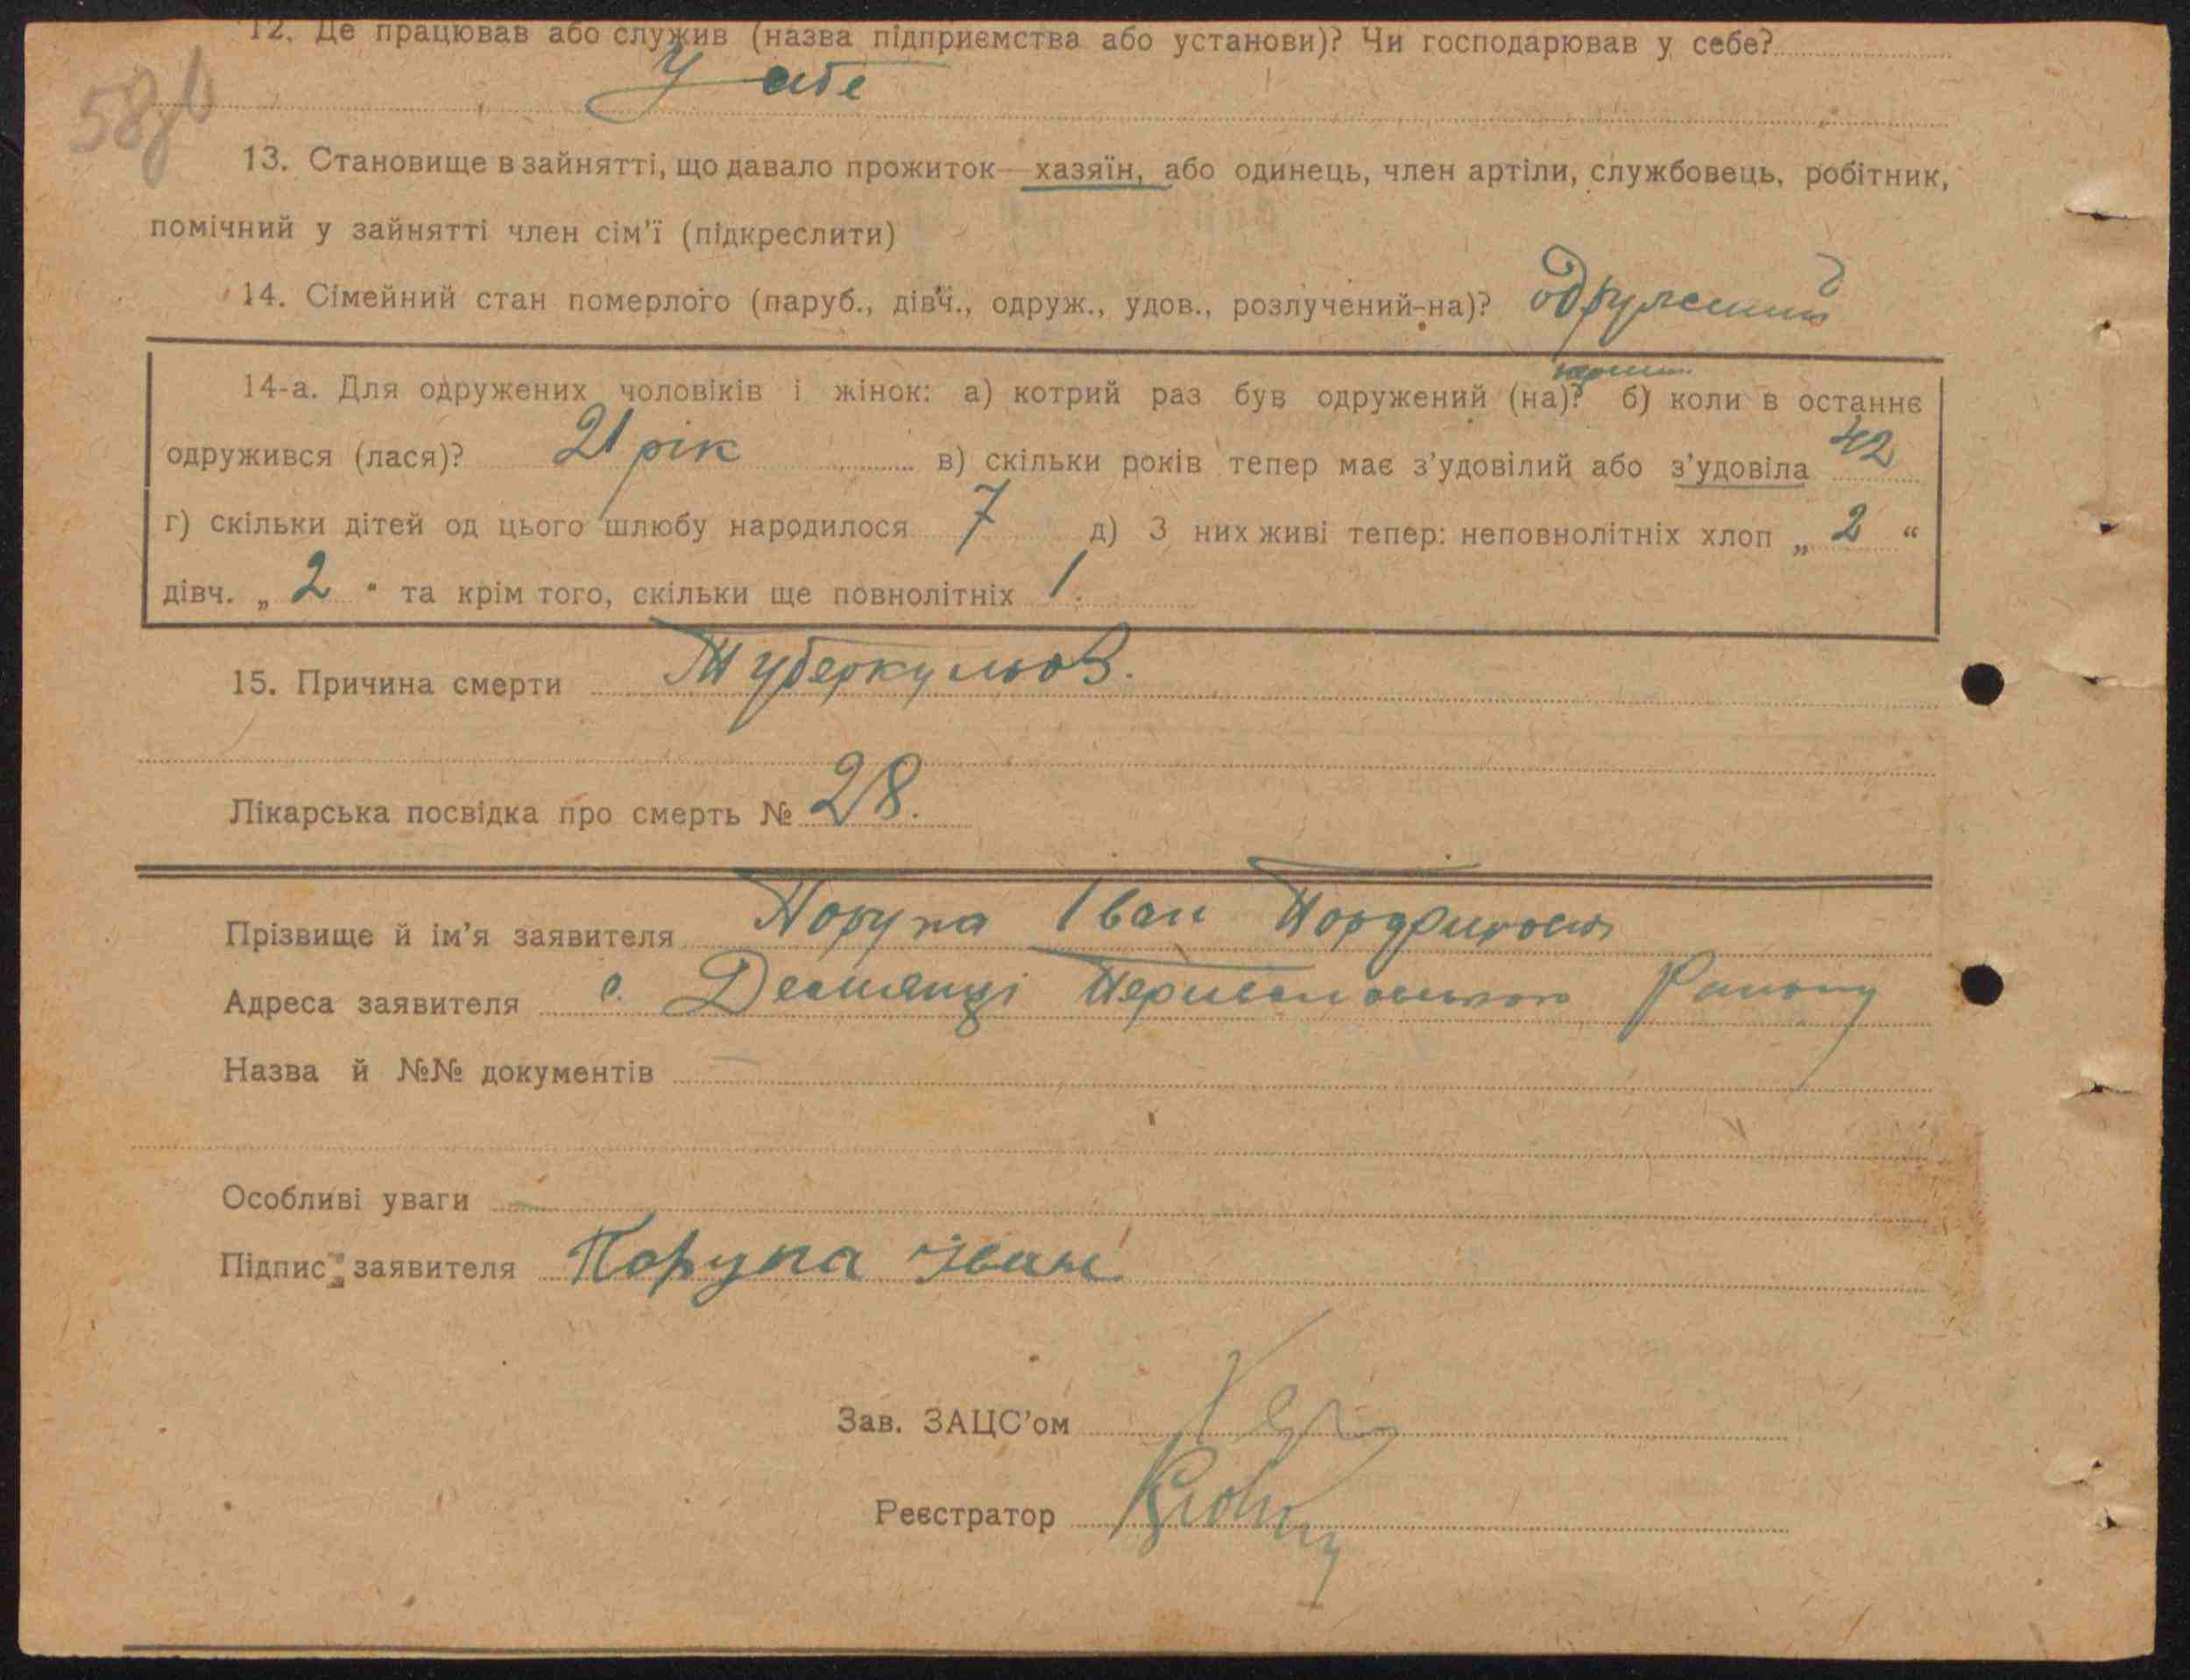 12. Де працював або служив (назва підприємства або установи)? Чи господарював у себе?
У себе
13. Становище в зайнятті, що давало прожиток— хазяїн, або одинець, член артіли, службовець, робітник,
помічний у зайнятті член сім'ї (підкреслити)
14. Сімейний стан померлого (паруб., дівч., одруж., удов., розлучений-на)? одружений
14-а. Для одружених чоловіків і жінок: а) котрий раз був одружений (на)? б) коли в останнє
одружився (лася)? 21 рік в) скільки років тепер має з'удовілий або з'удовіла 42
г) скільки дітей од цього шлюбу народилося 7 д) З них живі тепер: неповнолітніх хлоп „ 2 “
дівч. „ 2 “ та крім того, скільки ще повнолітніх 1.
15. Причина смерти Туберкульоз.
Лікарська посвідка про смерть № 28.
Прізвище й ім'я заявителя Порупа Іван
Адреса заявителя с. Району
Назва й №№ документів
Особливі уваги
Підпис заявителя Порупа Іван
Зав. ЗАЦС'ом
Реєстратор